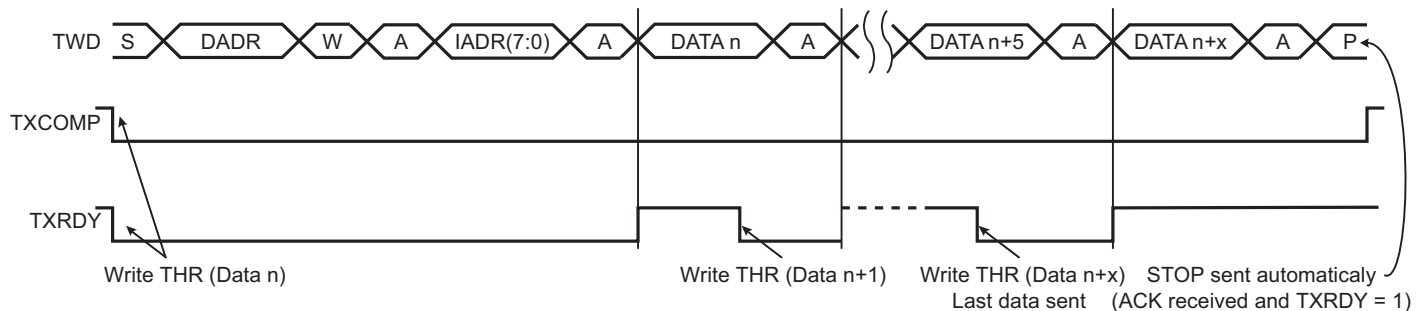 TWD S DADR W A IADR(7:0) A DATA n A DATA n+5 A DATA n+x A P
TXCOMP
TXRDY
Write THR (Data n) Write THR (Data n+1) Write THR (Data n+x) STOP sent automaticaly
Last data sent (ACK received and TXRDY = 1)